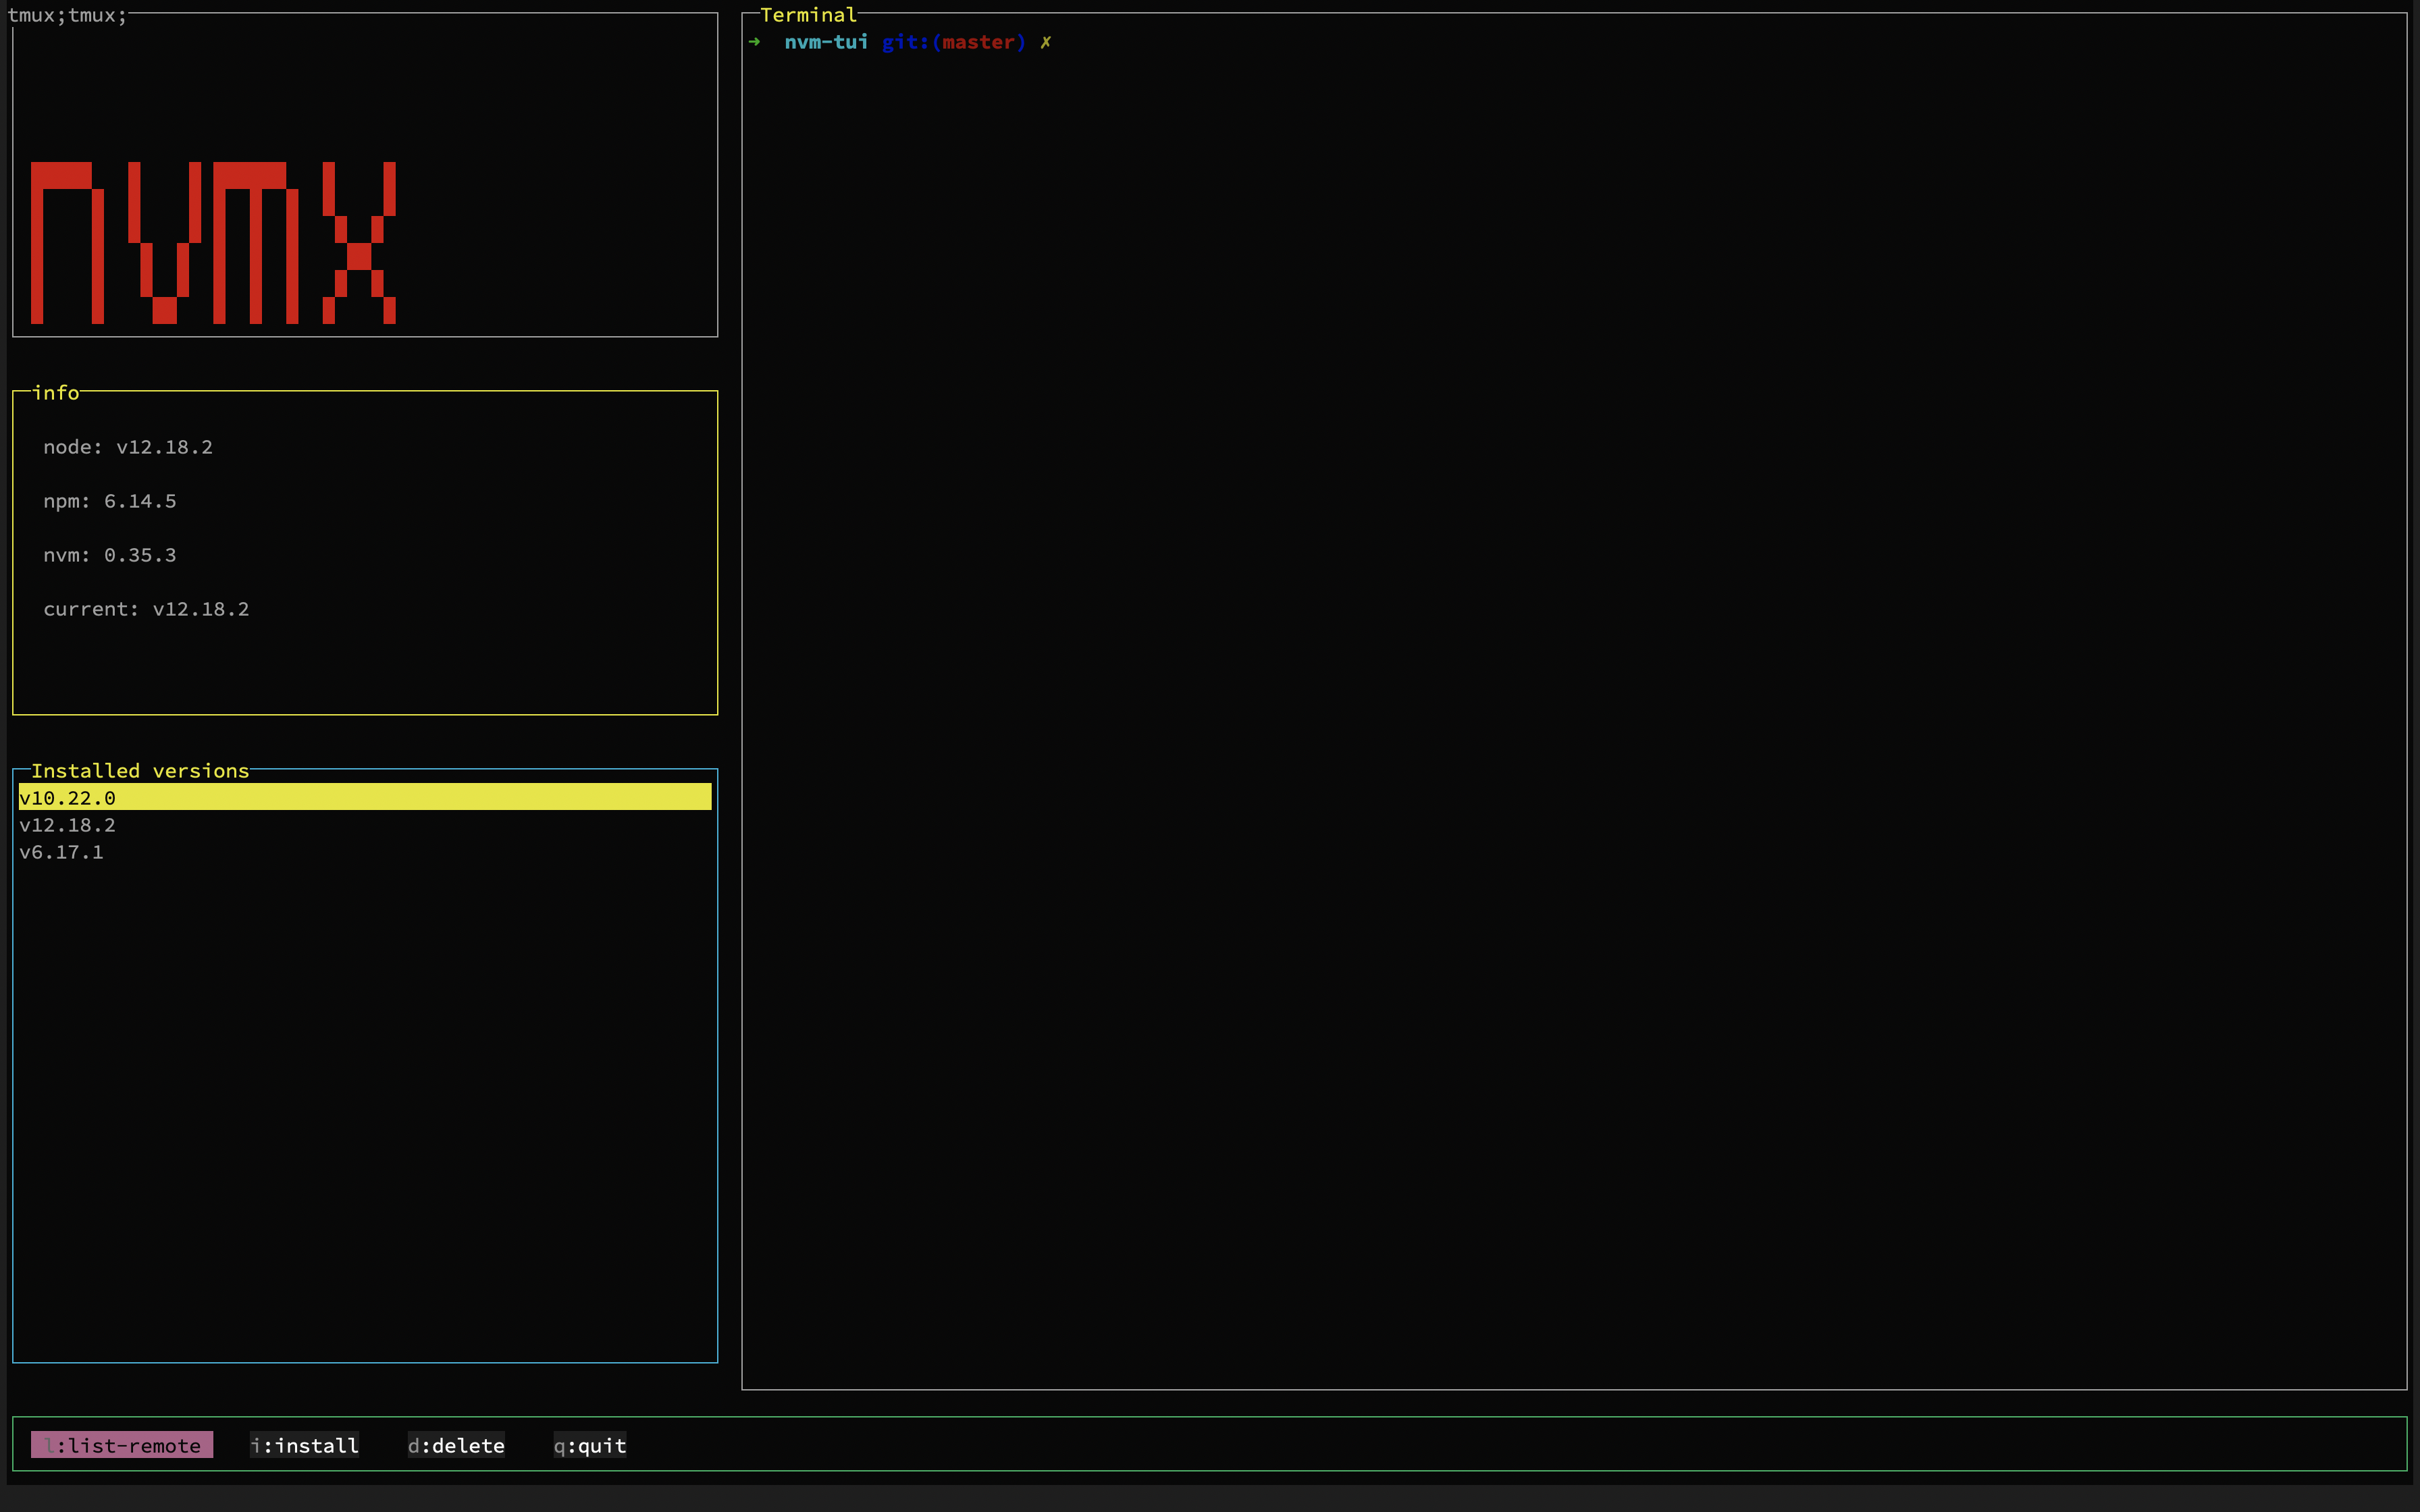 tmux;tmux;
nvmx
info
node: v12.18.2
npm: 6.14.5
nvm: 0.35.3
current: v12.18.2
Installed versions
v10.22.0
v12.18.2
v6.17.1
Terminal
➜ nvm-tui git:(master) ✗
l:list-remote i:install d:delete q:quit